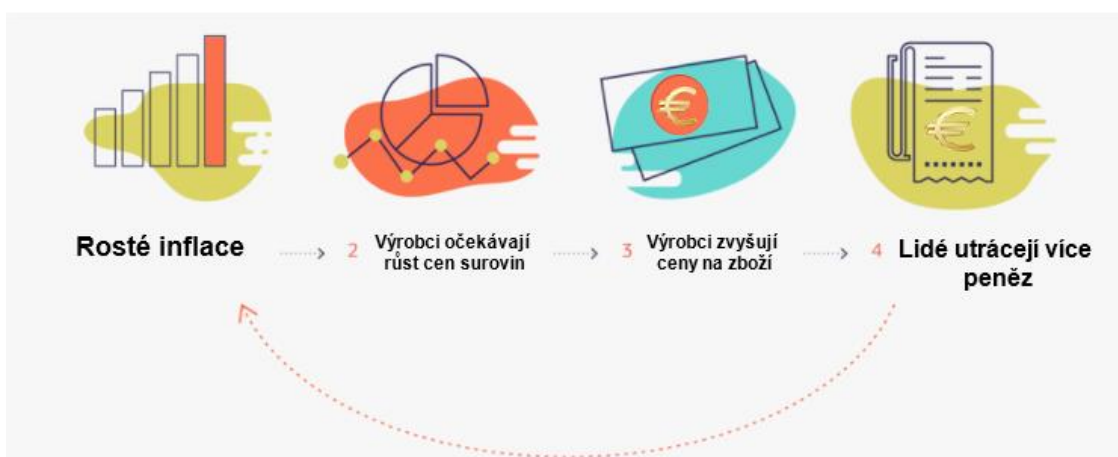 Rosté inflace
2 Výrobci očekávají
růst cen surovin
3 Výrobci zvyšují
ceny na zboží
4 Lidé utrácejí více
peněz
€
€